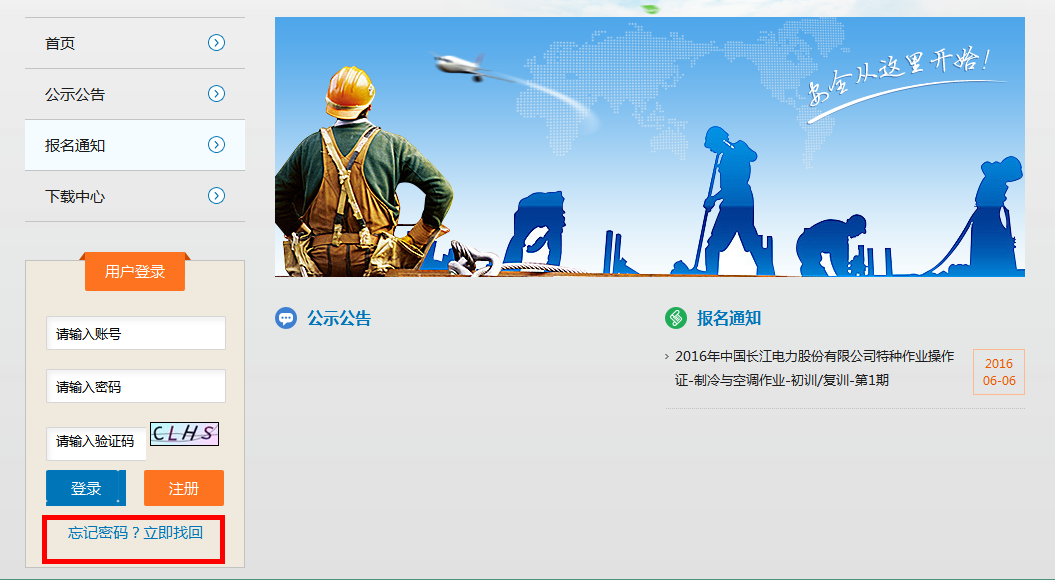 首页
公示公告
报名通知
下载中心
安全从这里开始！
用户登录
请输入账号
请输入密码
请输入验证码
CLHS
登录
注册
忘记密码？立即找回
公示公告
报名通知
2016年中国长江电力股份有限公司特种作业操作
证-制冷与空调作业-初训/复训-第1期
2016
06-06